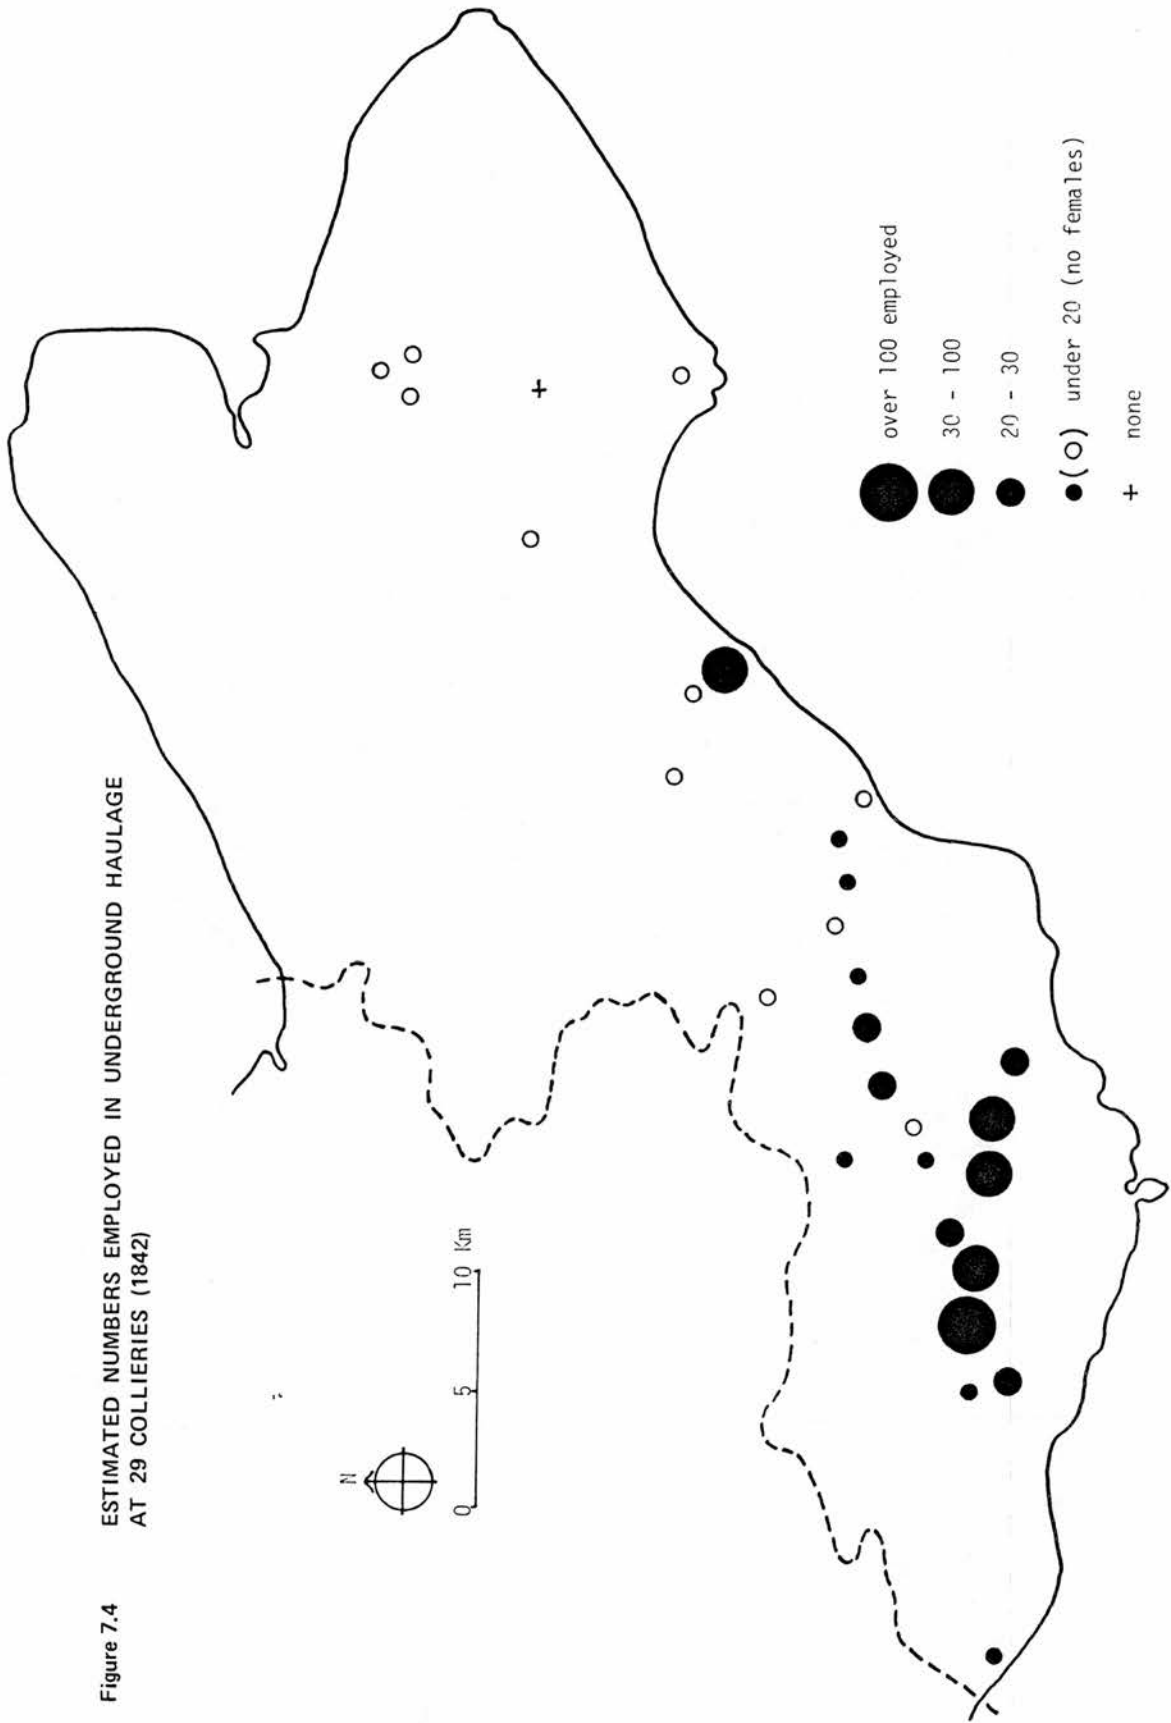 Figure 7.4 ESTIMATED NUMBERS EMPLOYED IN UNDERGROUND HAULAGE
AT 29 COLLIERIES (1842)
N
0 5 10 Km
over 100 employed
30 - 100
20 - 30
( ) under 20 (no females)
+ none